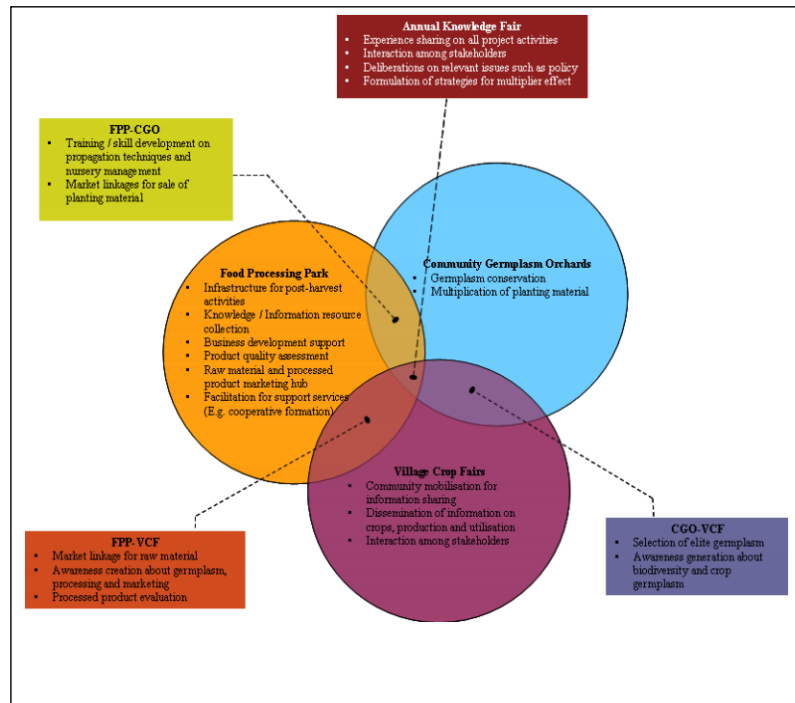 Annual Knowledge Fair
▪ Experience sharing on all project activities
▪ Interaction among stakeholders
▪ Deliberations on relevant issues such as policy
▪ Formulation of strategies for multiplier effect
FPP-CGO
▪ Training / skill development on
propagation techniques and
nursery management
▪ Market linkages for sale of
planting material
Community Germplasm Orchards
▪ Germplasm conservation
▪ Multiplication of planting material
Food Processing Park
▪ Infrastructure for post-harvest
activities
▪ Knowledge / Information resource
collection
▪ Business development support
▪ Product quality assessment
▪ Raw material and processed
product marketing hub
▪ Facilitation for support services
(E.g. cooperative formation)
Village Crop Fairs
▪ Community mobilisation for
information sharing
▪ Dissemination of information on
crops, production and utilisation
▪ Interaction among stakeholders
FPP-VCF
▪ Market linkage for raw material
▪ Awareness creation about germplasm,
processing and marketing
▪ Processed product evaluation
CGO-VCF
▪ Selection of elite germplasm
▪ Awareness generation about
biodiversity and crop
germplasm